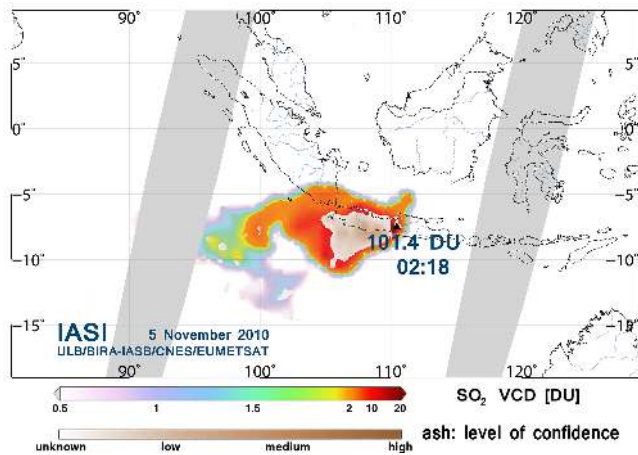 90° 100° 110° 120°
5° 5°
0° 0°
−5° −5°
−10° −10°
−15° −15°
101.4 DU
02:18
IASI 5 November 2010
ULB/BIRA-IASB/CNES/EUMETSAT
90° 100° 110° 120°
0.5 1 1.5 2 10 20 SO₂ VCD [DU]
unknown low medium high ash: level of confidence